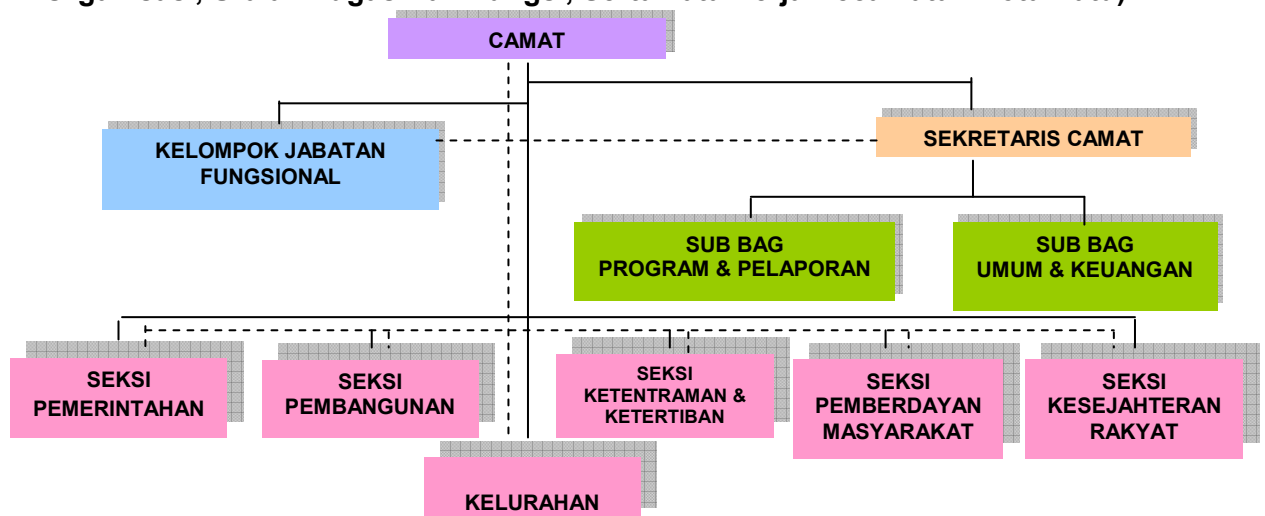 CAMAT
KELOMPOK JABATAN
FUNGSIONAL
SEKRETARIS CAMAT
SUB BAG
PROGRAM & PELAPORAN
SUB BAG
UMUM & KEUANGAN
SEKSI
PEMERINTAHAN
SEKSI
PEMBANGUNAN
SEKSI
KETENTRAMAN &
KETERTIBAN
SEKSI
PEMBERDAYAN
MASYARAKAT
SEKSI
KESEJAHTERAN
RAKYAT
KELURAHAN